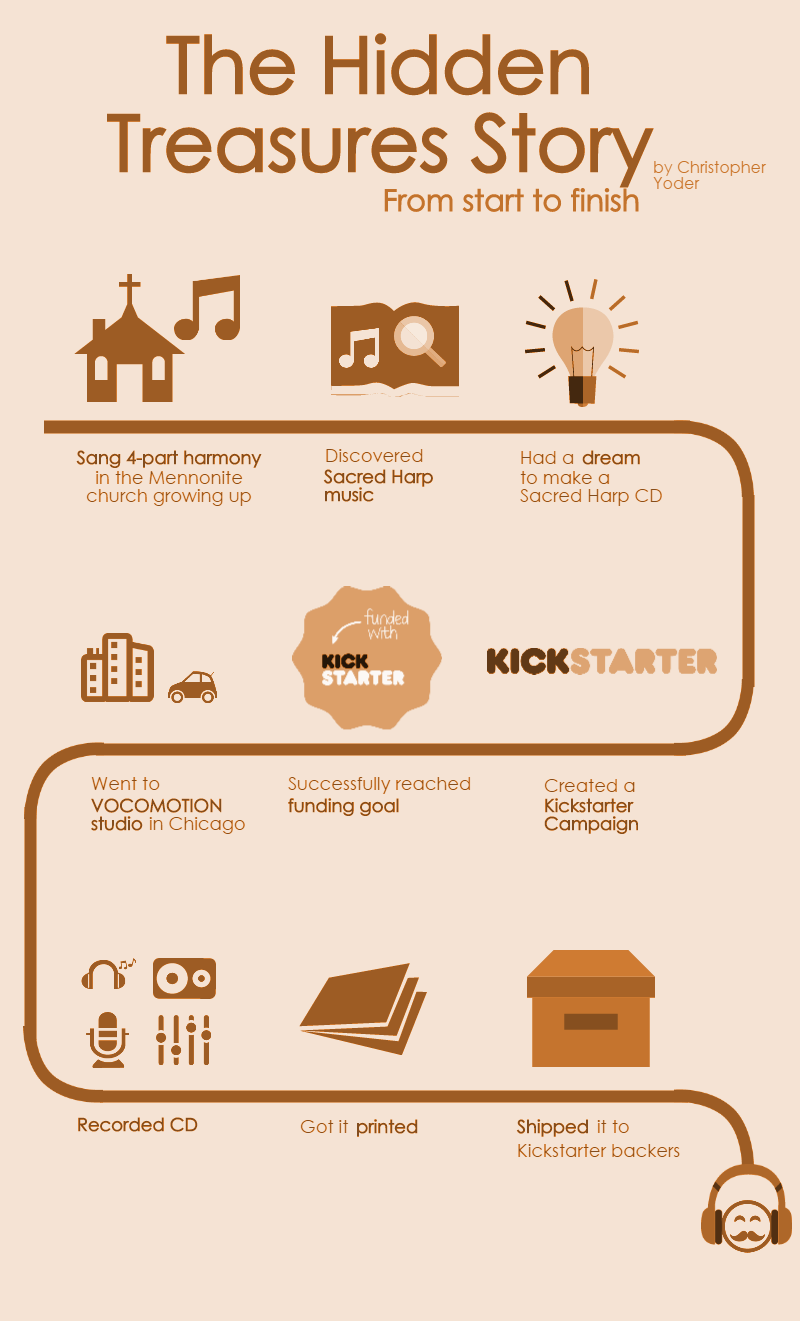 The Hidden
Treasures Story
by Christopher
Yoder
From start to finish
Sang 4-part harmony
in the Mennonite
church growing up
Discovered
Sacred Harp
music
Had a dream
to make a
Sacred Harp CD
funded
with
KICK
STARTER
KICKSTARTER
Went to
VOCOMOTION
studio in Chicago
Successfully reached
funding goal
Created a
Kickstarter
Campaign
Recorded CD
Got it printed
Shipped it to
Kickstarter backers